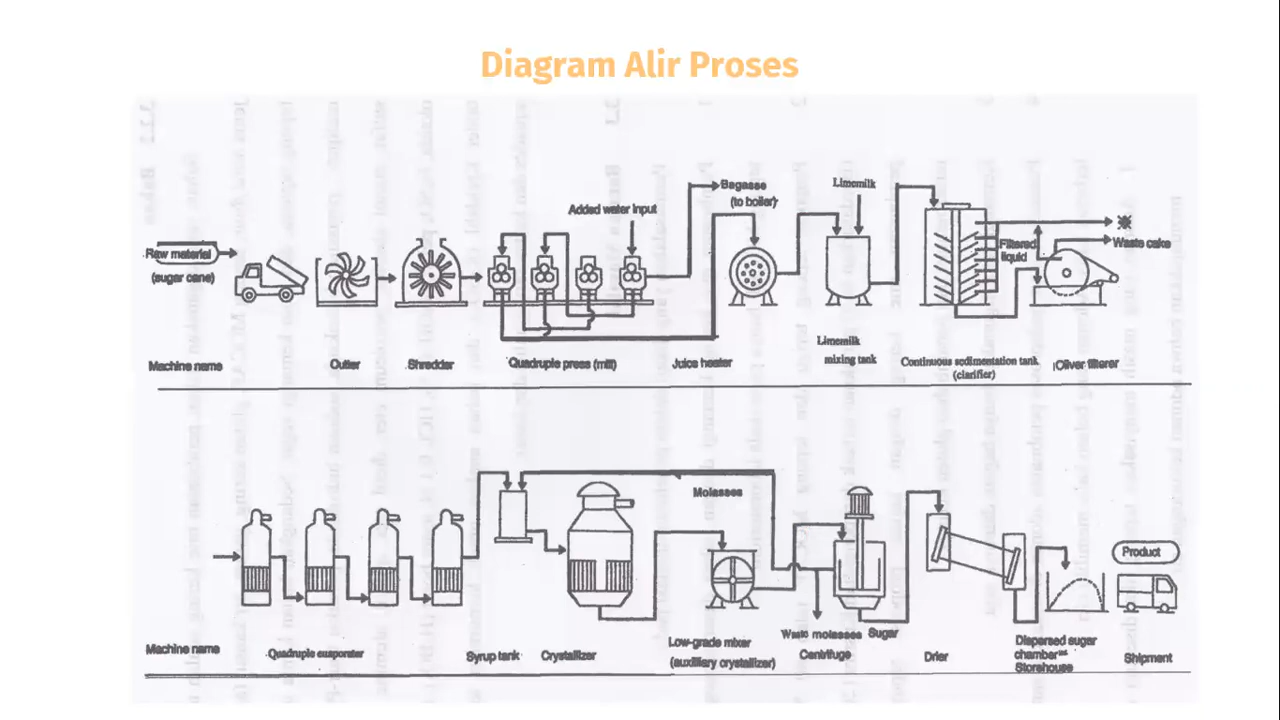 Diagram Alir Proses
Bagasse
(to boiler)
Limemilk
Added water input
Raw material
(sugar cane)
Filtered
liquid
Waste cake
Limemilk
mixing tank
Machine name
Shredder
Quadruple press (mill)
Juice heater
Continuous sedimentation tank
(clarifier)
Oliver filterer
Molasses
Product
Machine name
Quadruple
Syrup tank
Crystallizer
Low-grade mixer
(auxilliary crystallizer)
Waste molasses
Sugar
Centrifuge
Drier
Dispersed sugar
chamber
Storehouse
Shipment